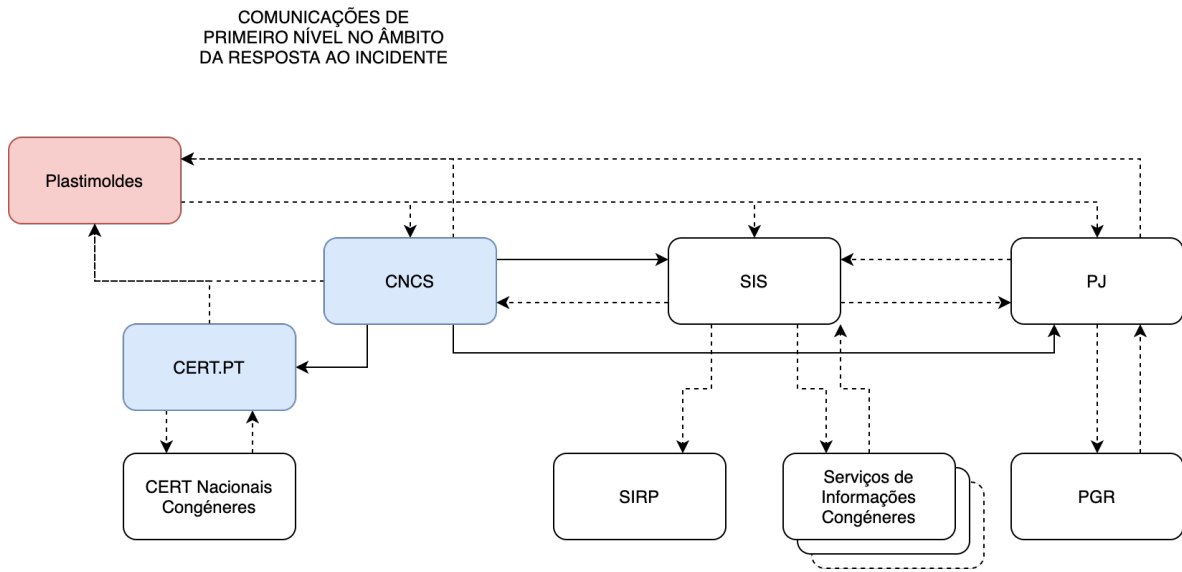 COMUNICAÇÕES DE
PRIMEIRO NÍVEL NO ÂMBITO
DA RESPOSTA AO INCIDENTE
Plastimoldes
CNCS
SIS
PJ
CERT.PT
CERT Nacionais
Congéneres
SIRP
Serviços de
Informações
Congéneres
PGR